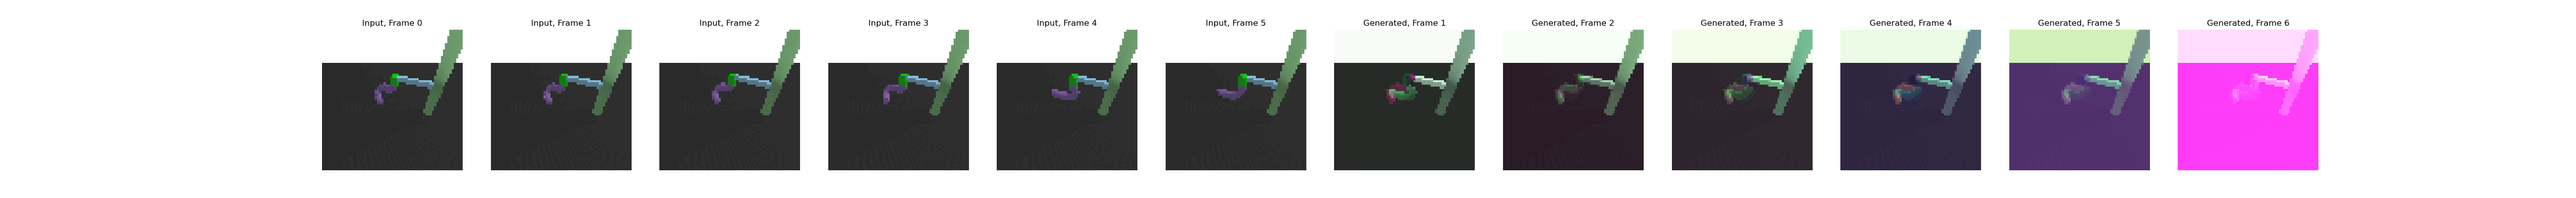 Input, Frame 0
Input, Frame 1
Input, Frame 2
Input, Frame 3
Input, Frame 4
Input, Frame 5
Generated, Frame 1
Generated, Frame 2
Generated, Frame 3
Generated, Frame 4
Generated, Frame 5
Generated, Frame 6